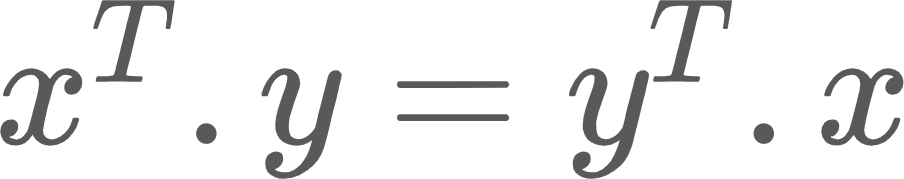 x^T . y = y^T . x